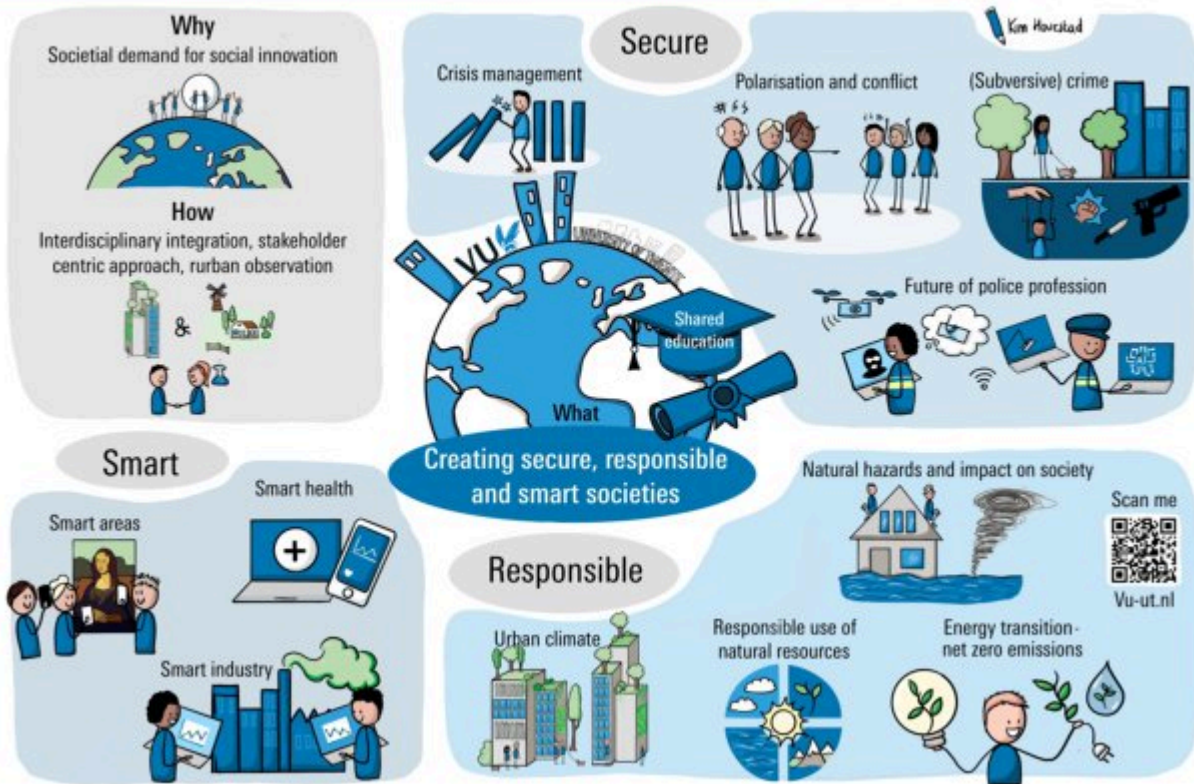 Why
Societial demand for social innovation
How
Interdisciplinary integration, stakeholder
centric approach, rurban observation
&
Secure
Kim Hovestad
Crisis management
Polarisation and conflict
(Subversive) crime
VU
UNIVERSITY OF TWENTE
Future of police profession
Shared
education
What
Creating secure, responsible
and smart societies
Smart
Smart health
Smart areas
Smart industry
Responsible
Natural hazards and impact on society
Scan me
Vu-ut.nl
Urban climate
Responsible use of
natural resources
Energy transition-
net zero emissions